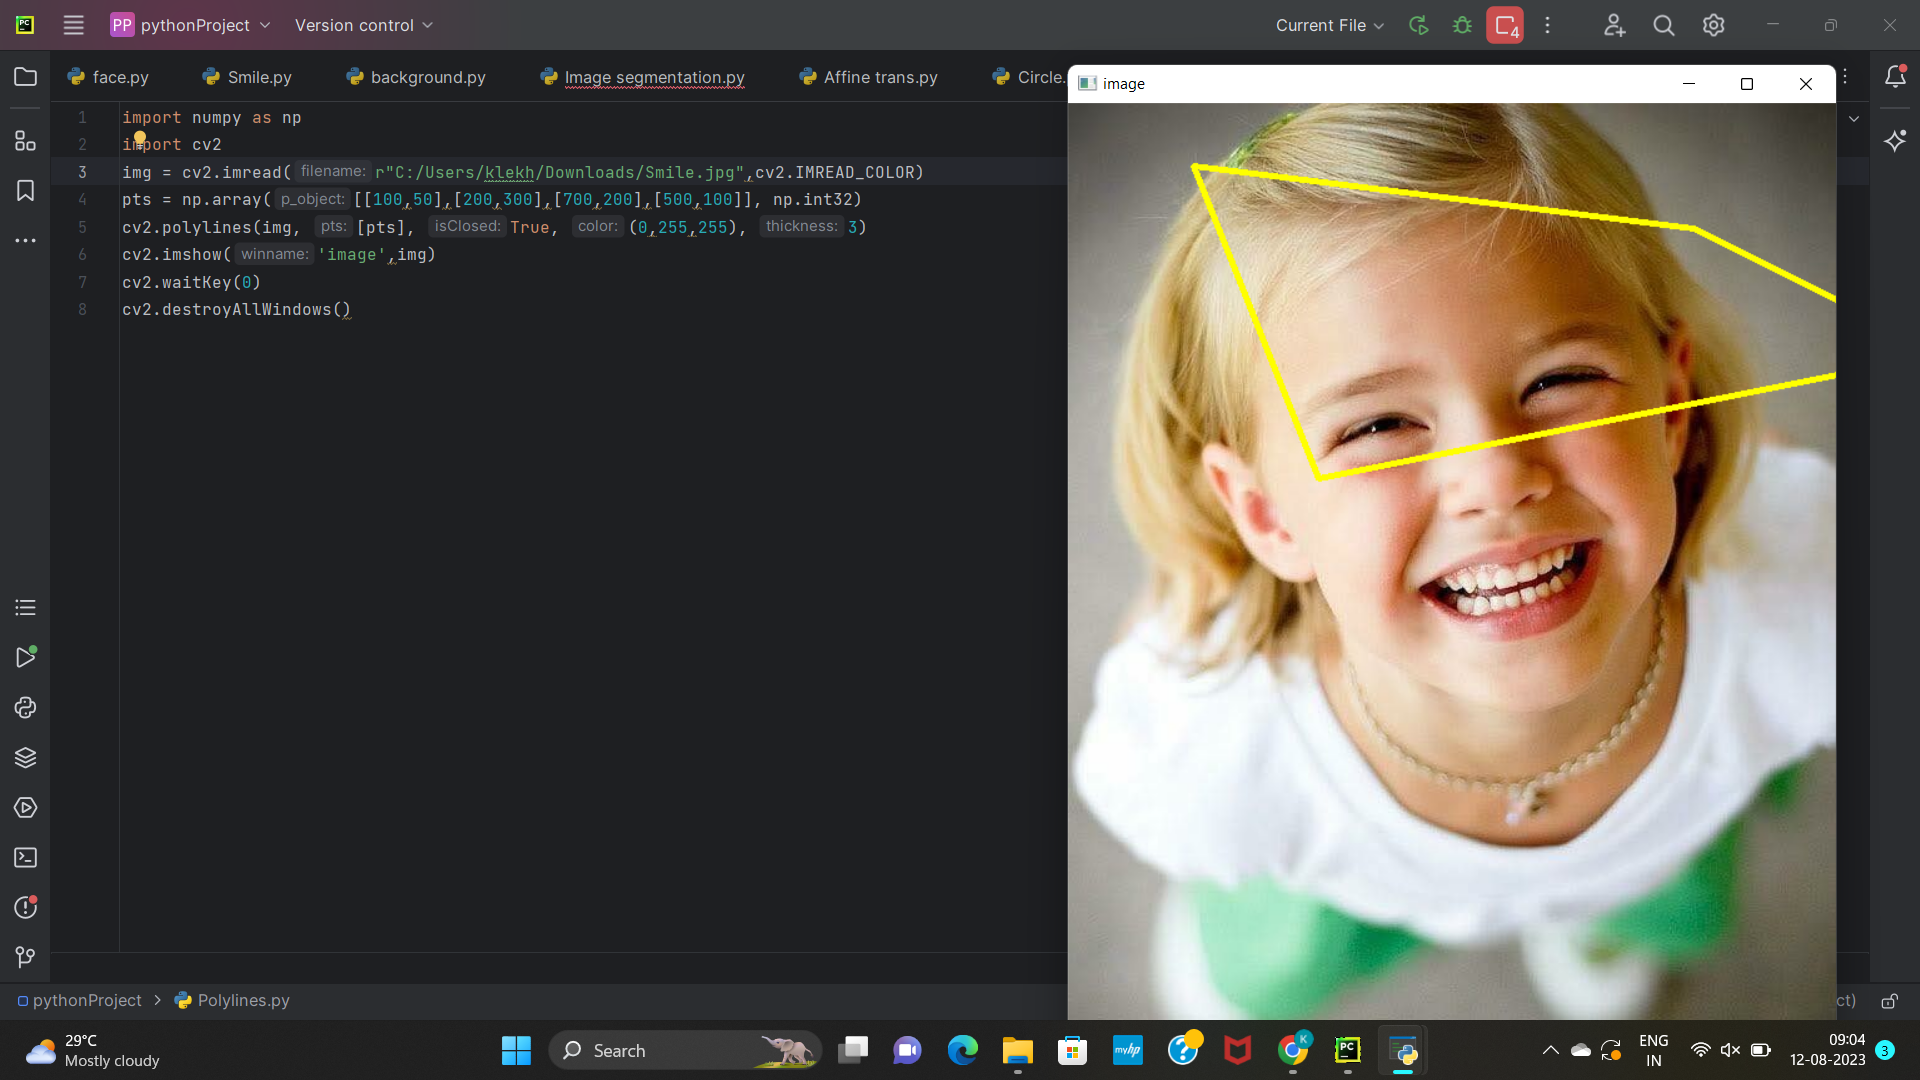 PC
PP pythonProject Version control Current File 4
face.py Smile.py background.py Image segmentation.py Affine trans.py Circle.
image
1 import numpy as np
2 import cv2
3 img = cv2.imread( filename: r"C:/Users/klekh/Downloads/Smile.jpg",cv2.IMREAD_COLOR)
4 pts = np.array( p_object: [[100,50],[200,300],[700,200],[500,100]], np.int32)
5 cv2.polylines(img, pts: [pts], isClosed: True, color: (0,255,255), thickness: 3)
6 cv2.imshow( winname: 'image',img)
7 cv2.waitKey(0)
8 cv2.destroyAllWindows()
pythonProject > Polylines.py ct)
29°C
Mostly cloudy
Search
myhp
?
K
PC
ENG
IN
09:04
12-08-2023
3